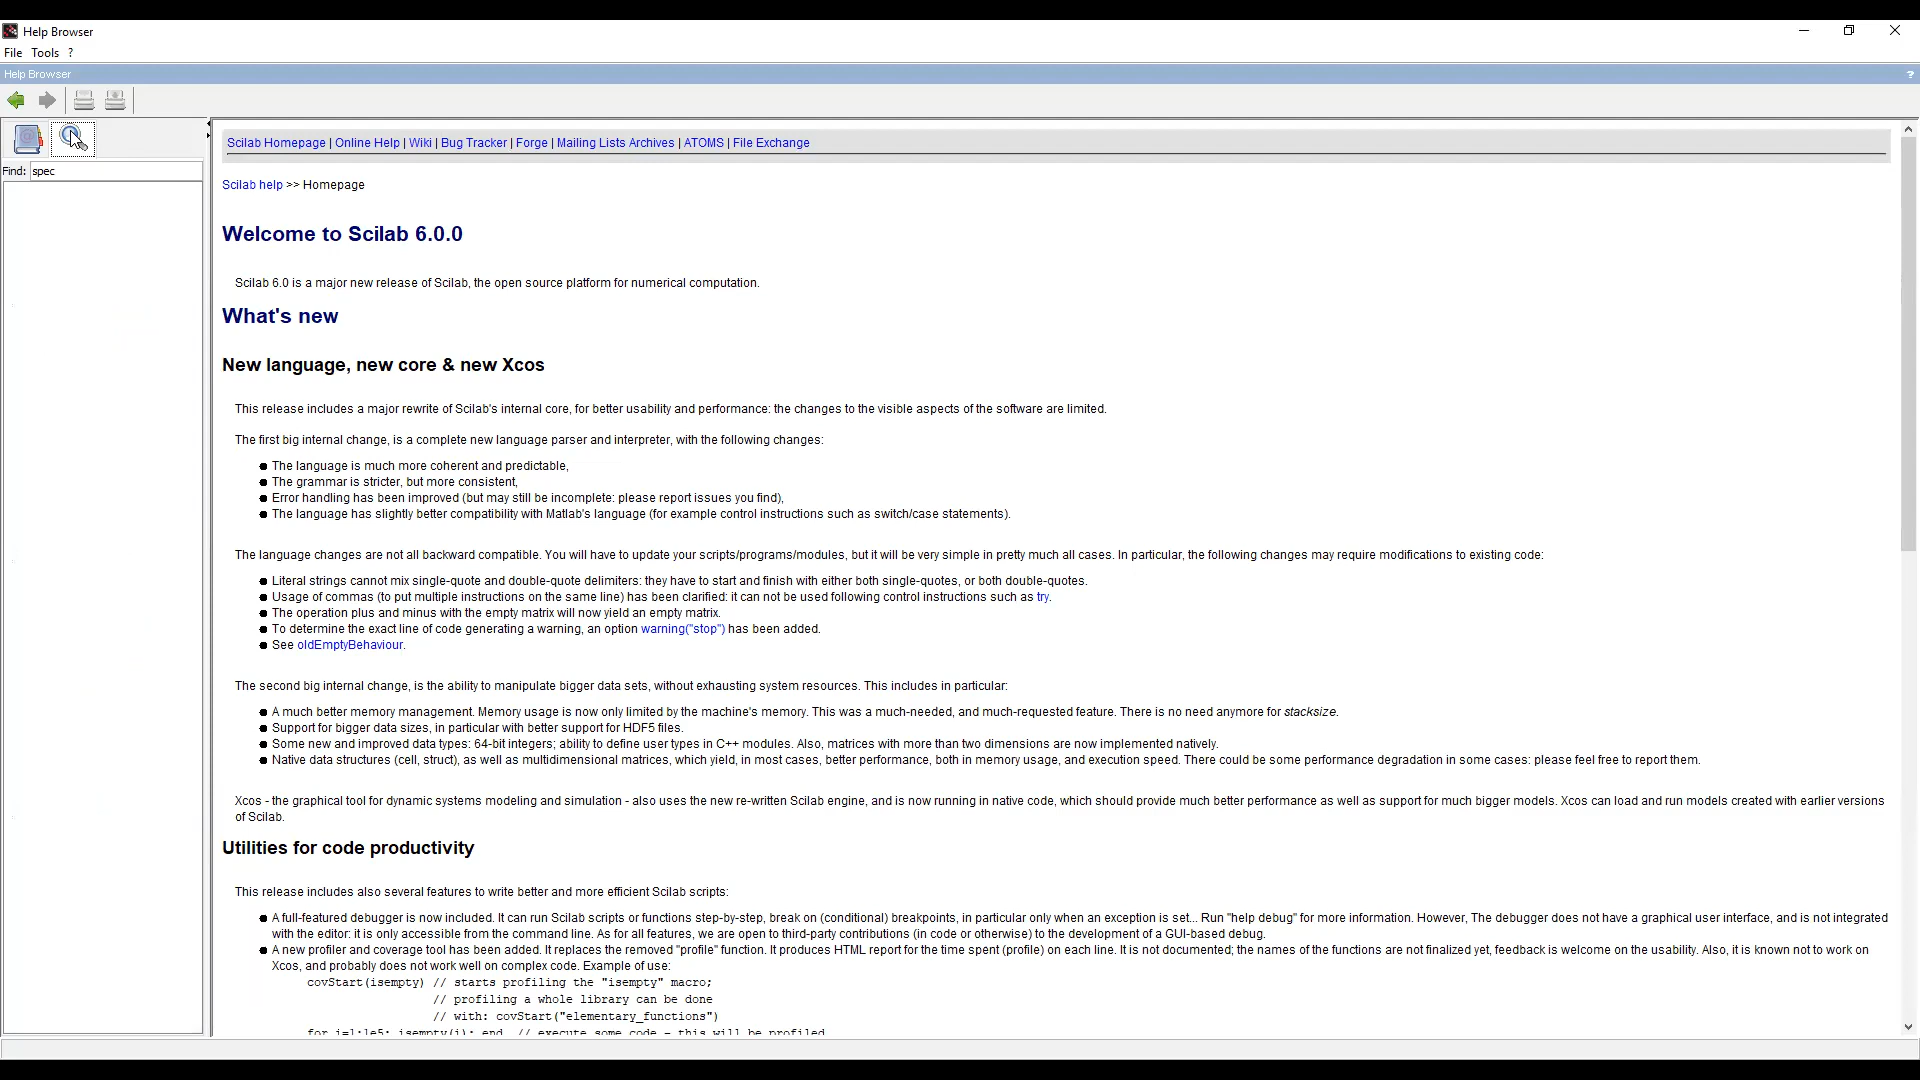 Help Browser
File Tools ?
Help Browser ?
Find: spec
Scilab Homepage | Online Help | Wiki | Bug Tracker | Forge | Mailing Lists Archives | ATOMS | File Exchange
Scilab help >> Homepage
Welcome to Scilab 6.0.0
Scilab 6.0 is a major new release of Scilab, the open source platform for numerical computation.
What's new
New language, new core & new Xcos
This release includes a major rewrite of Scilab's internal core, for better usability and performance: the changes to the visible aspects of the software are limited.
The first big internal change, is a complete new language parser and interpreter, with the following changes:
● The language is much more coherent and predictable,
● The grammar is stricter, but more consistent,
● Error handling has been improved (but may still be incomplete: please report issues you find),
● The language has slightly better compatibility with Matlab's language (for example control instructions such as switch/case statements).
The language changes are not all backward compatible. You will have to update your scripts/programs/modules, but it will be very simple in pretty much all cases. In particular, the following changes may require modifications to existing code:
● Literal strings cannot mix single-quote and double-quote delimiters: they have to start and finish with either both single-quotes, or both double-quotes.
● Usage of commas (to put multiple instructions on the same line) has been clarified: it can not be used following control instructions such as try.
● The operation plus and minus with the empty matrix will now yield an empty matrix.
● To determine the exact line of code generating a warning, an option warning("stop") has been added.
● See oldEmptyBehaviour.
The second big internal change, is the ability to manipulate bigger data sets, without exhausting system resources. This includes in particular:
● A much better memory management. Memory usage is now only limited by the machine's memory. This was a much-needed, and much-requested feature. There is no need anymore for stacksize.
● Support for bigger data sizes, in particular with better support for HDF5 files.
● Some new and improved data types: 64-bit integers; ability to define user types in C++ modules. Also, matrices with more than two dimensions are now implemented natively.
● Native data structures (cell, struct), as well as multidimensional matrices, which yield, in most cases, better performance, both in memory usage, and execution speed. There could be some performance degradation in some cases: please feel free to report them.
Xcos - the graphical tool for dynamic systems modeling and simulation - also uses the new re-written Scilab engine, and is now running in native code, which should provide much better performance as well as support for much bigger models. Xcos can load and run models created with earlier versions
of Scilab.
Utilities for code productivity
This release includes also several features to write better and more efficient Scilab scripts:
● A full-featured debugger is now included. It can run Scilab scripts or functions step-by-step, break on (conditional) breakpoints, in particular only when an exception is set... Run "help debug" for more information. However, The debugger does not have a graphical user interface, and is not integrated
with the editor: it is only accessible from the command line. As for all features, we are open to third-party contributions (in code or otherwise) to the development of a GUI-based debug.
● A new profiler and coverage tool has been added. It replaces the removed "profile" function. It produces HTML report for the time spent (profile) on each line. It is not documented; the names of the functions are not finalized yet, feedback is welcome on the usability. Also, it is known not to work on
Xcos, and probably does not work well on complex code. Example of use:
covStart(isempty) // starts profiling the "isempty" macro;
// profiling a whole library can be done
// with: covStart("elementary_functions")
for i=1:1e5; isempty(i); end // execute some code - this will be profiled